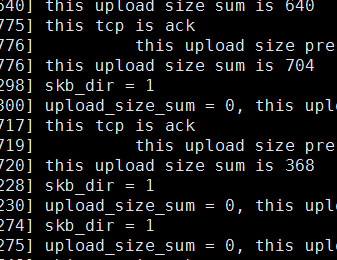 640] this upload size sum is 640
775] this tcp is ack
776] this upload size pre
776] this upload size sum is 704
298] skb_dir = 1
300] upload_size_sum = 0, this upl
717] this tcp is ack
719] this upload size pre
720] this upload size sum is 368
228] skb_dir = 1
230] upload_size_sum = 0, this upl
274] skb_dir = 1
275] upload_size_sum = 0, this upl